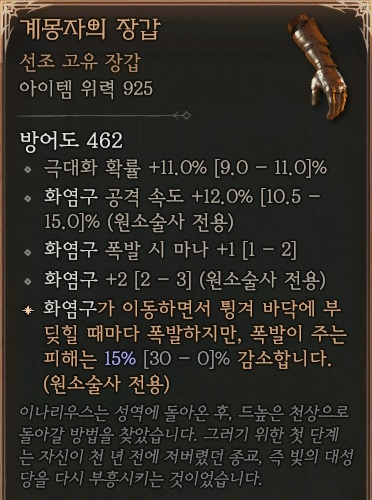 계몽자의 장갑
선조 고유 장갑
아이템 위력 925
방어도 462
극대화 확률 +11.0% [9.0 – 11.0]%
화염구 공격 속도 +12.0% [10.5 –
15.0]% (원소술사 전용)
화염구 폭발 시 마나 +1 [1 – 2]
화염구 +2 [2 – 3] (원소술사 전용)
화염구가 이동하면서 튕겨 바닥에 부
딪힐 때마다 폭발하지만, 폭발이 주는
피해는 15% [30 – 0]% 감소합니다.
(원소술사 전용)
이나리우스는 성역에 돌아온 후, 드높은 천상으로
돌아갈 방법을 찾았습니다. 그러기 위한 첫 단계
는 자신이 천 년 전에 저버렸던 종교, 즉 빛의 대성
당을 다시 부흥시키는 것이었습니다.